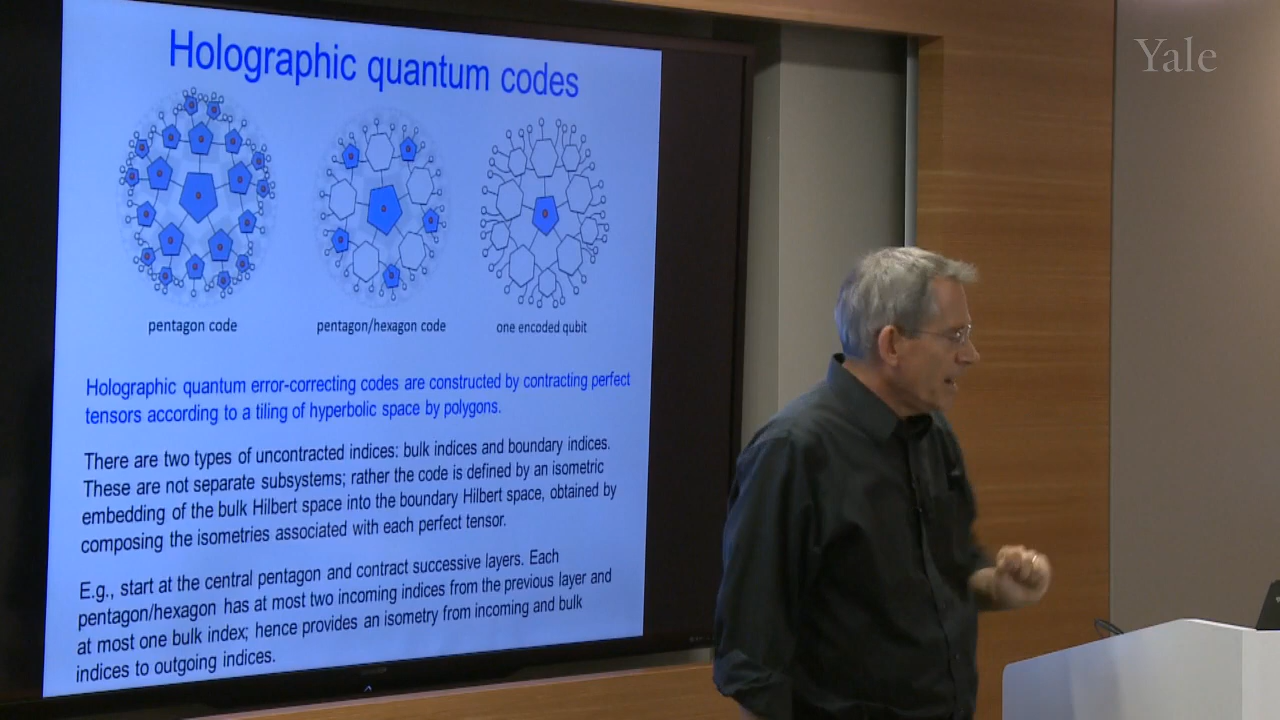 Holographic quantum codes
Yale
pentagon code
pentagon/hexagon code
one encoded qubit
Holographic quantum error-correcting codes are constructed by contracting perfect
tensors according to a tiling of hyperbolic space by polygons.
There are two types of uncontracted indices: bulk indices and boundary indices.
These are not separate subsystems; rather the code is defined by an isometric
embedding of the bulk Hilbert space into the boundary Hilbert space, obtained by
composing the isometries associated with each perfect tensor.
E.g., start at the central pentagon and contract successive layers. Each
pentagon/hexagon has at most two incoming indices from the previous layer and
at most one bulk index; hence provides an isometry from incoming and bulk
indices to outgoing indices.